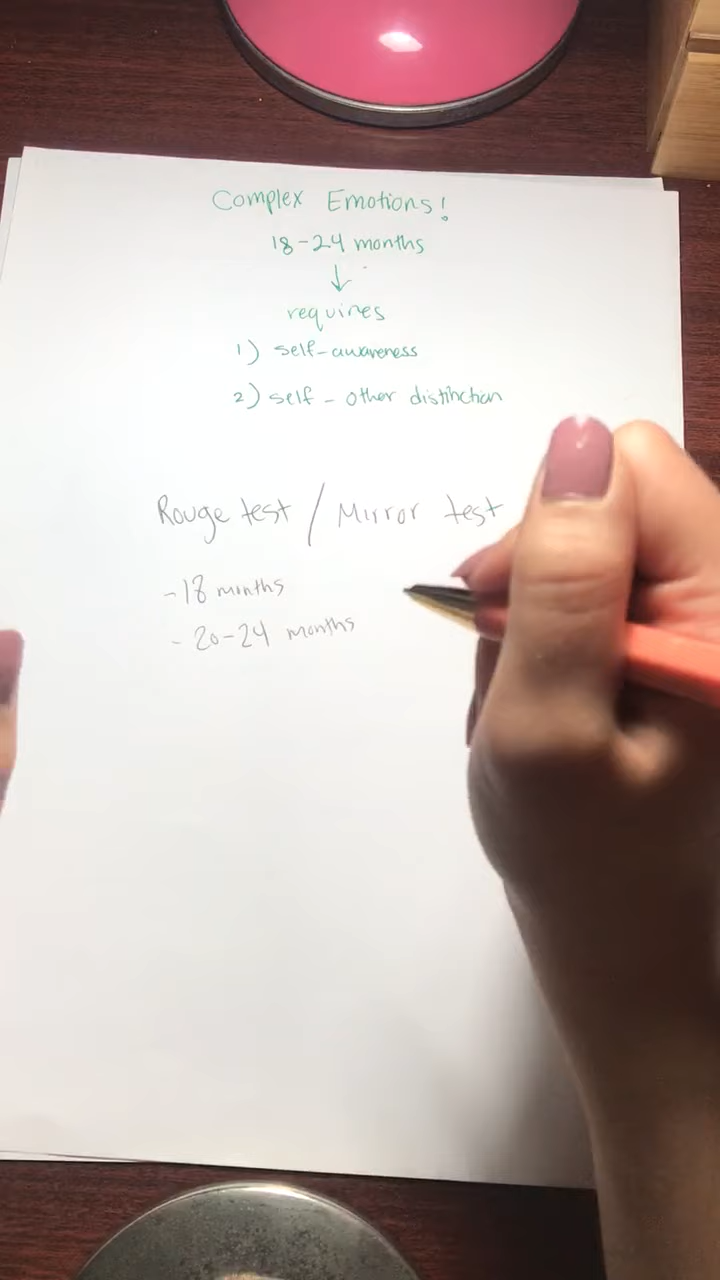 Complex Emotions!
18-24 months
↓
requires
1) self-awareness
2) self - other distinction
Rouge test / Mirror test
- 18 months
- 20-24 months